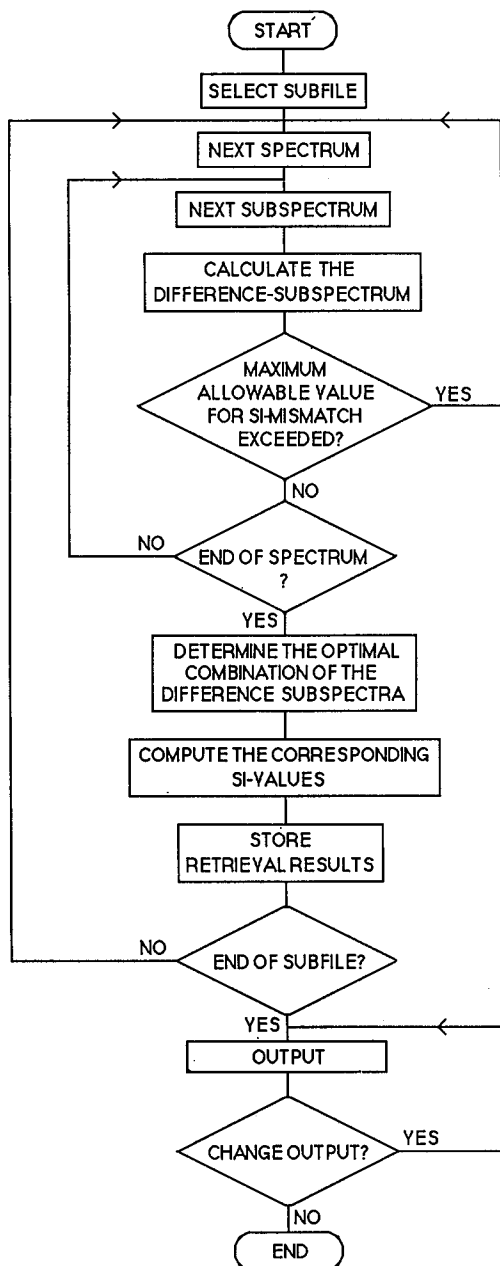 START
SELECT SUBFILE
NEXT SPECTRUM
NEXT SUBSPECTRUM
CALCULATE THE
DIFFERENCE-SUBSPECTRUM
MAXIMUM
ALLOWABLE VALUE
FOR SI-MISMATCH
EXCEEDED?
YES
NO
NO
END OF SPECTRUM
?
YES
DETERMINE THE OPTIMAL
COMBINATION OF THE
DIFFERENCE SUBSPECTRA
COMPUTE THE CORRESPONDING
SI-VALUES
STORE
RETRIEVAL RESULTS
NO
END OF SUBFILE?
YES
OUTPUT
CHANGE OUTPUT?
YES
NO
END